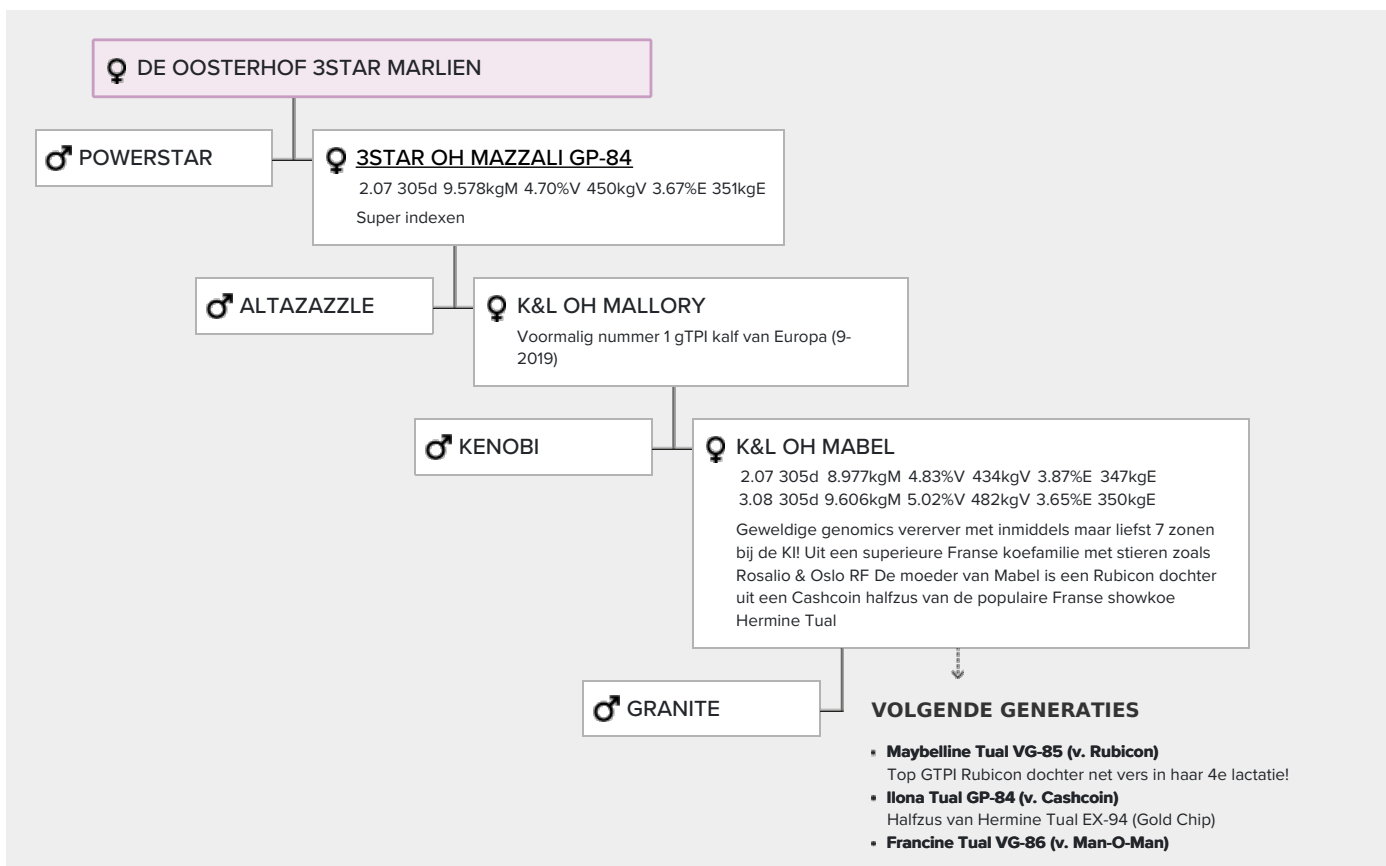 DE OOSTERHOF 3STAR MARLIEN
POWERSTAR
3STAR OH MAZZALI GP-84
2.07 305d 9.578kgM 4.70%V 450kgV 3.67%E 351kgE
Super indexen
ALTAZAZZLE
K&L OH MALLORY
Voormalig nummer 1 gTPI kalf van Europa (9-
2019)
KENOBI
K&L OH MABEL
2.07 305d 8.977kgM 4.83%V 434kgV 3.87%E 347kgE
3.08 305d 9.606kgM 5.02%V 482kgV 3.65%E 350kgE
Geweldige genomics vererver met inmiddels maar liefst 7 zonen
bij de KI! Uit een superieure Franse koefamilie met stieren zoals
Rosalio & Oslo RF De moeder van Mabel is een Rubicon dochter
uit een Cashcoin halfzus van de populaire Franse showkoe
Hermine Tual
GRANITE
VOLGENDE GENERATIES
• Maybelline Tual VG-85 (v. Rubicon)
Top GTPI Rubicon dochter net vers in haar 4e lactatie!
• Ilona Tual GP-84 (v. Cashcoin)
Halfzus van Hermine Tual EX-94 (Gold Chip)
• Francine Tual VG-86 (v. Man-O-Man)